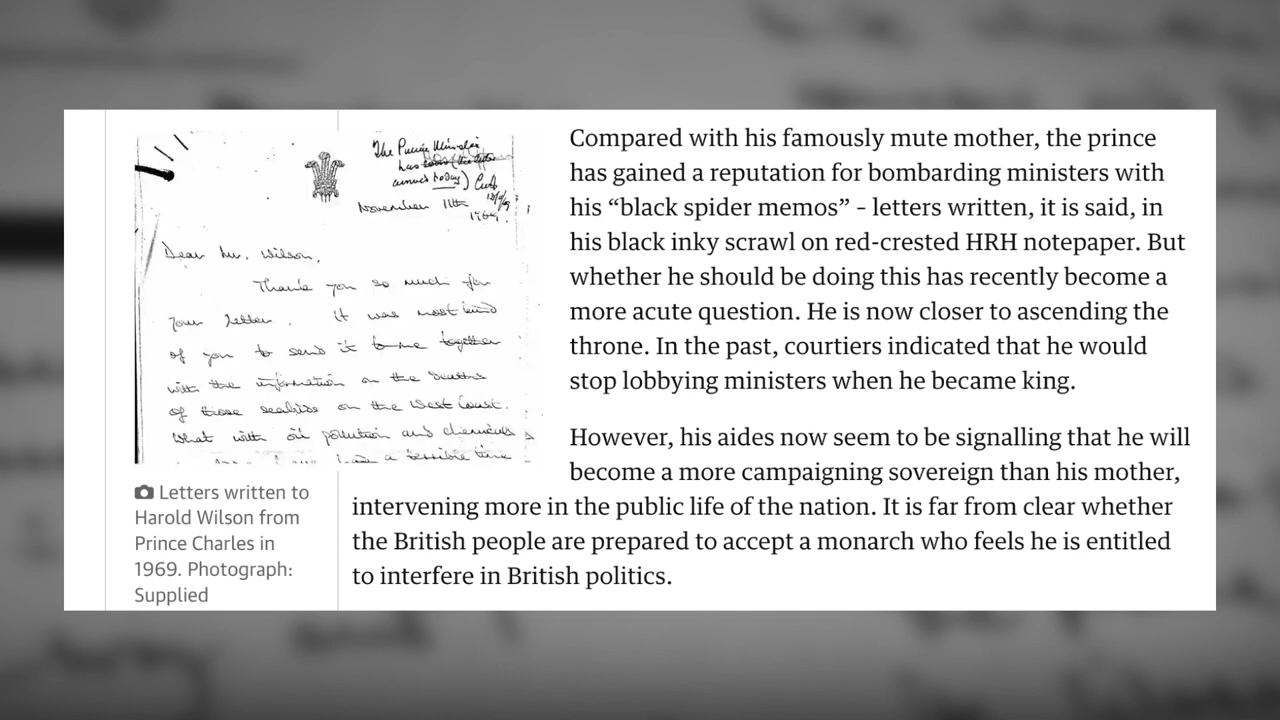 The Prime Minister
has
arrived today)
November 11th
1969.
Dear Mr. Wilson,
Thank you so much for
your letter. It was most kind
of you to send it to me together
with the information on the deaths
of those seabirds on the West Coast.
What with oil pollution and chemicals
had a terrible time
Letters written to
Harold Wilson from
Prince Charles in
1969. Photograph:
Supplied
Compared with his famously mute mother, the prince
has gained a reputation for bombarding ministers with
his “black spider memos” – letters written, it is said, in
his black inky scrawl on red-crested HRH notepaper. But
whether he should be doing this has recently become a
more acute question. He is now closer to ascending the
throne. In the past, courtiers indicated that he would
stop lobbying ministers when he became king.
However, his aides now seem to be signalling that he will
become a more campaigning sovereign than his mother,
intervening more in the public life of the nation. It is far from clear whether
the British people are prepared to accept a monarch who feels he is entitled
to interfere in British politics.